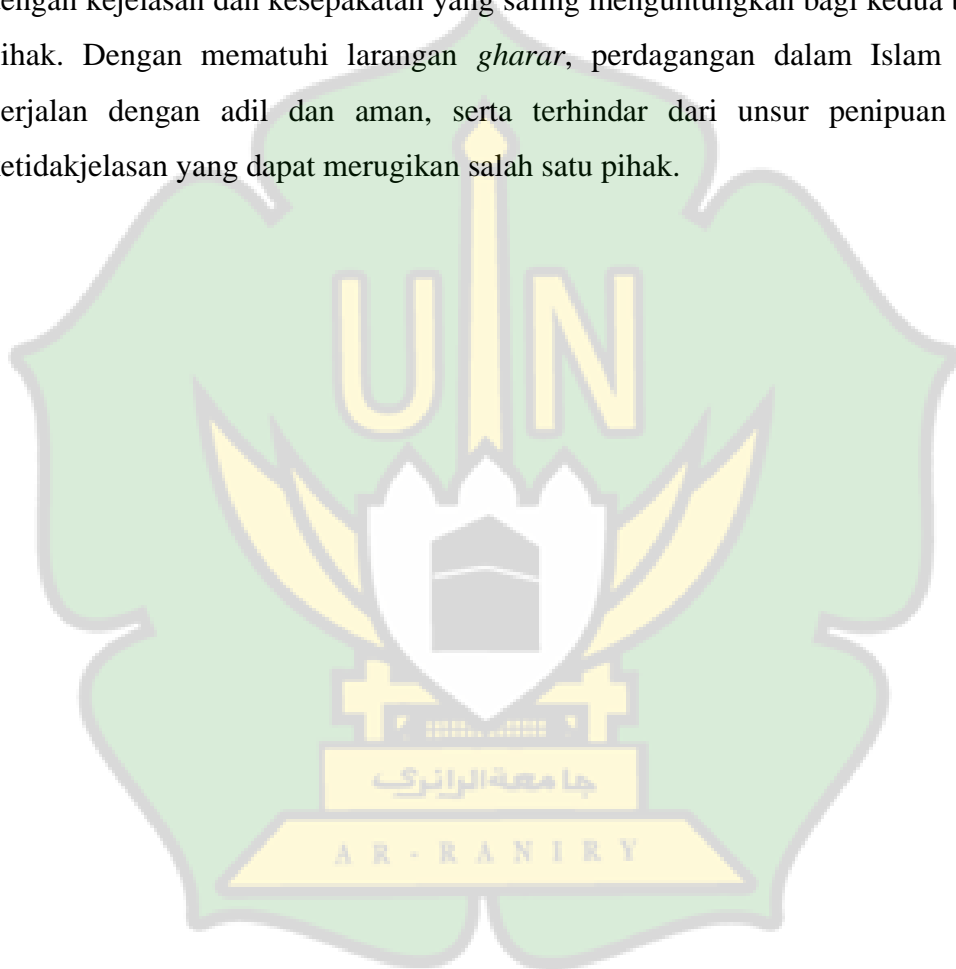 engan kejelasan dan kesepakatan yang saling menguntungkan bagi kedua b
ihak. Dengan mematuhi larangan gharar, perdagangan dalam Islam
erjalan dengan adil dan aman, serta terhindar dari unsur penipuan
etidakjelasan yang dapat merugikan salah satu pihak.
UIN
جامعة الرانري
AR-RANIRY